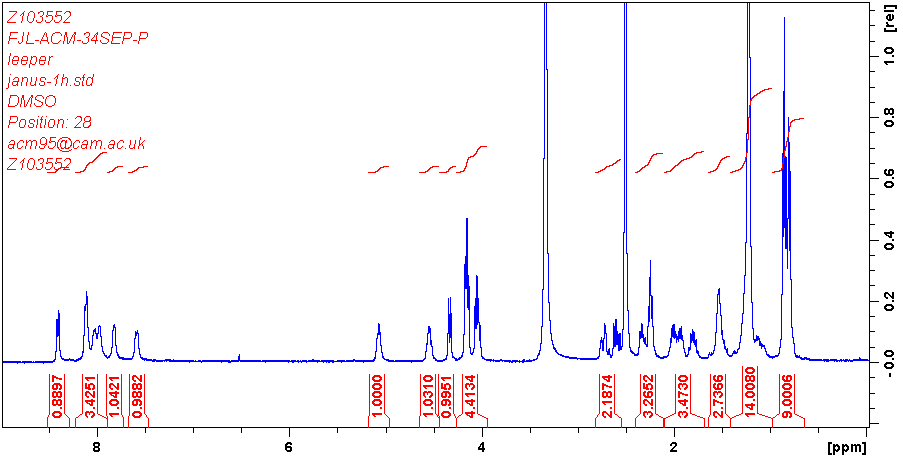 Z103552
FJL-ACM-34SEP-P
leeper
janus-1h.std
DMSO
Position: 28
acm95@cam.ac.uk
Z103552
[rel]
1.0
0.8
0.6
0.4
0.2
- 0.0
0.8897
3.4251
1.0421
0.9882
1.0000
1.0310
0.9951
4.4134
2.1874
3.2652
3.4730
2.7366
14.0080
9.0006
8
6
4
2
[ppm]